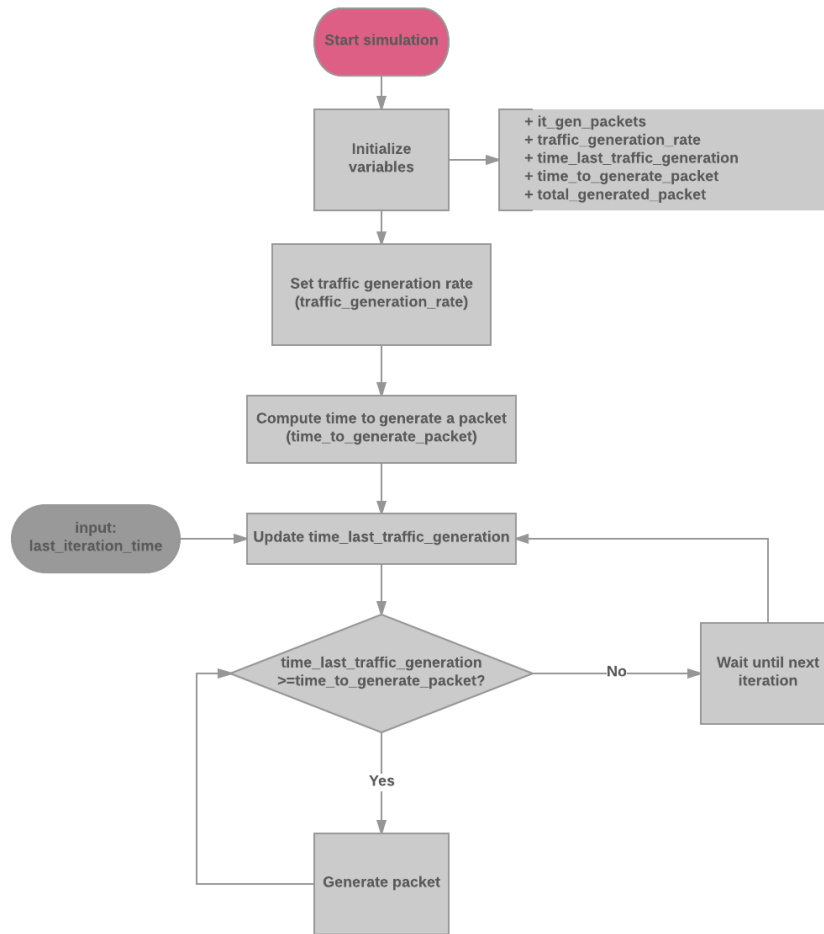 Start simulation
Initialize
variables
+ it_gen_packets
+ traffic_generation_rate
+ time_last_traffic_generation
+ time_to_generate_packet
+ total_generated_packet
Set traffic generation rate
(traffic_generation_rate)
Compute time to generate a packet
(time_to_generate_packet)
input:
last_iteration_time
Update time_last_traffic_generation
time_last_traffic_generation
>=time_to_generate_packet?
No
Wait until next
iteration
Yes
Generate packet